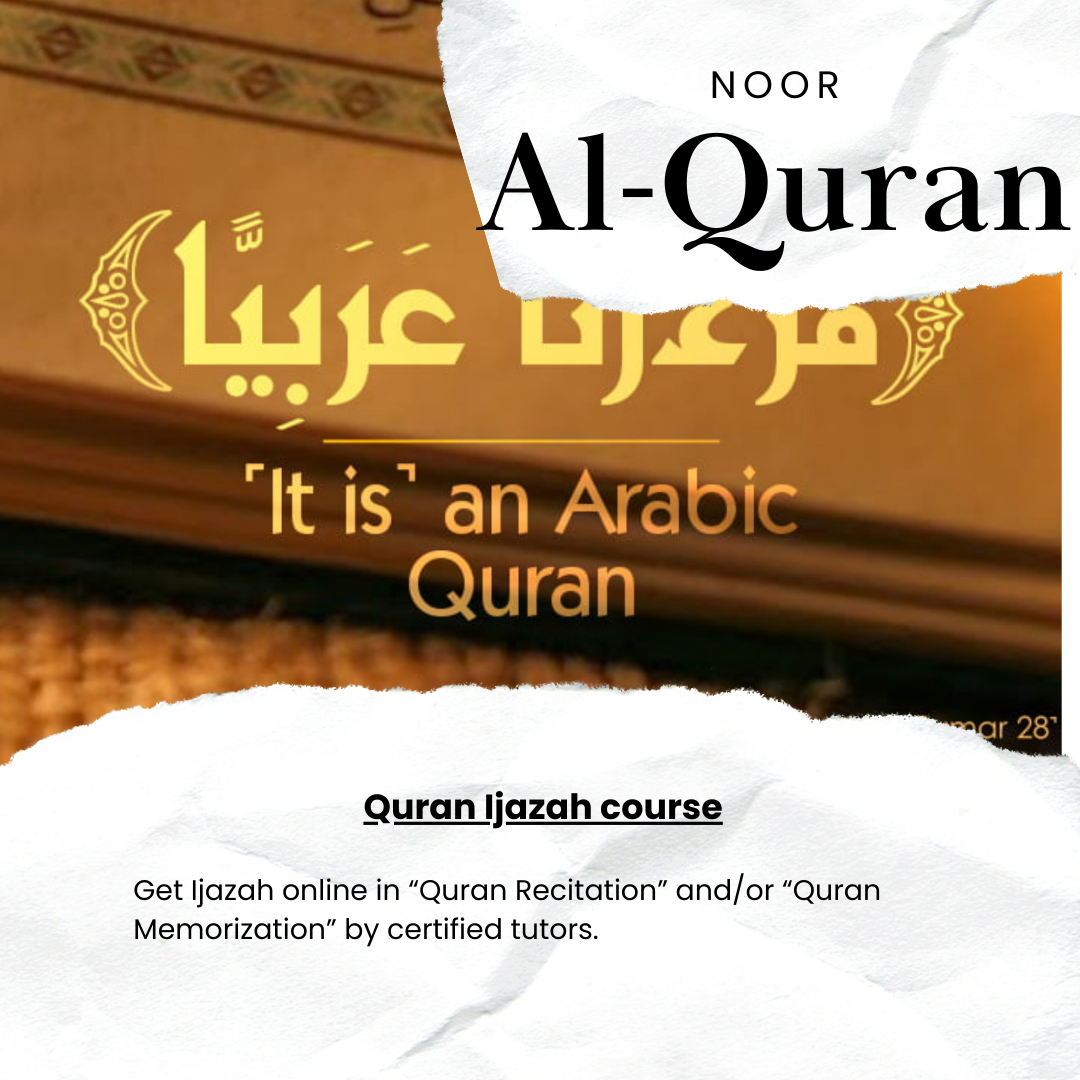 NOOR
Al-Quran
عَرَبِيًّا
⸢It is⸣ an Arabic
Quran
28⸣
Quran Ijazah course
Get Ijazah online in “Quran Recitation” and/or “Quran
Memorization” by certified tutors.